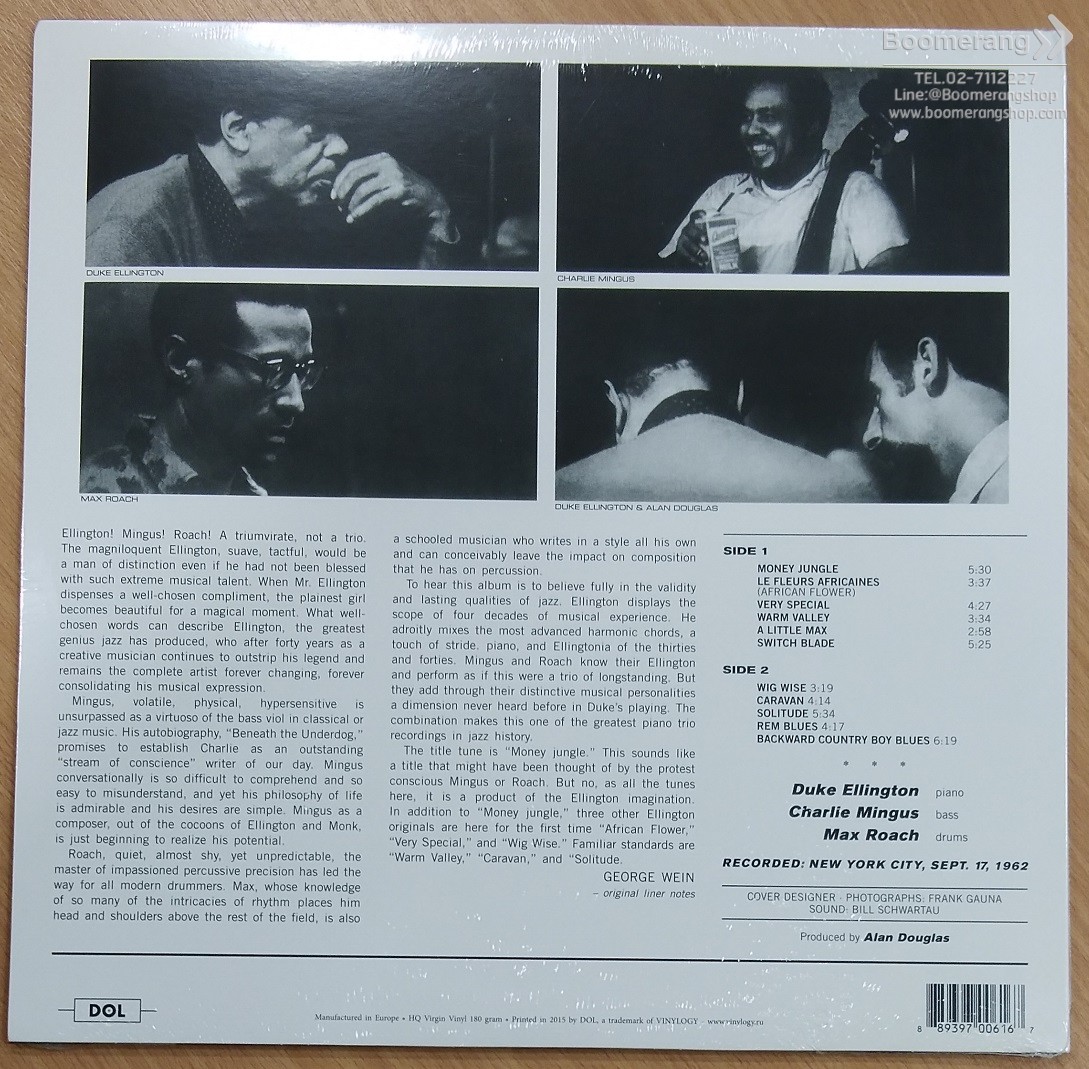 Boomerang
TEL.02-7112227
Line:@Boomerangshop
www.boomerangshop.com
DUKE ELLINGTON
CHARLIE MINGUS
MAX ROACH
DUKE ELLINGTON & ALAN DOUGLAS
Ellington! Mingus! Roach! A triumvirate, not a trio.
The magniloquent Ellington, suave, tactful, would be
a man of distinction even if he had not been blessed
with such extreme musical talent. When Mr. Ellington
dispenses a well-chosen compliment, the plainest girl
becomes beautiful for a magical moment. What well-
chosen words can describe Ellington, the greatest
genius jazz has produced, who after forty years as a
creative musician continues to outstrip his legend and
remains the complete artist forever changing, forever
consolidating his musical expression.
Mingus, volatile, physical, hypersensitive is
unsurpassed as a virtuoso of the bass viol in classical or
jazz music. His autobiography, "Beneath the Underdog,"
promises to establish Charlie as an outstanding
"stream of conscience" writer of our day. Mingus
conversationally is so difficult to comprehend and so
easy to misunderstand, and yet his philosophy of life
is admirable and his desires are simple. Mingus as a
composer, out of the cocoons of Ellington and Monk,
is just beginning to realize his potential.
Roach, quiet, almost shy, yet unpredictable, the
master of impassioned percussive precision has led the
way for all modern drummers. Max, whose knowledge
of so many of the intricacies of rhythm places him
head and shoulders above the rest of the field, is also
a schooled musician who writes in a style all his own
and can conceivably leave the impact on composition
that he has on percussion.
To hear this album is to believe fully in the validity
and lasting qualities of jazz. Ellington displays the
scope of four decades of musical experience. He
adroitly mixes the most advanced harmonic chords, a
touch of stride. piano, and Ellingtonia of the thirties
and forties. Mingus and Roach know their Ellington
and perform as if this were a trio of longstanding. But
they add through their distinctive musical personalities
a dimension never heard before in Duke's playing. The
combination makes this one of the greatest piano trio
recordings in jazz history.
The title tune is "Money jungle." This sounds like
a title that might have been thought of by the protest
conscious Mingus or Roach. But no, as all the tunes
here, it is a product of the Ellington imagination.
In addition to "Money jungle," three other Ellington
originals are here for the first time "African Flower,"
"Very Special," and "Wig Wise." Familiar standards are
"Warm Valley," "Caravan," and "Solitude.
GEORGE WEIN
– original liner notes
SIDE 1
MONEY JUNGLE 5:30
LE FLEURS AFRICAINES 3:37
(AFRICAN FLOWER)
VERY SPECIAL 4:27
WARM VALLEY 3:34
A LITTLE MAX 2:58
SWITCH BLADE 5:25
SIDE 2
WIG WISE 3:19
CARAVAN 4:14
SOLITUDE 5:34
REM BLUES 4:17
BACKWARD COUNTRY BOY BLUES 6:19
* * *
Duke Ellington piano
Charlie Mingus bass
Max Roach drums
RECORDED: NEW YORK CITY, SEPT. 17, 1962
COVER DESIGNER - PHOTOGRAPHS: FRANK GAUNA
SOUND: BILL SCHWARTAU
Produced by Alan Douglas
DOL
Manufactured in Europe • HQ Virgin Vinyl 180 gram • Printed in 2015 by DOL, a trademark of VINYLOGY - www.vinylogy.ru
8 89397 00616 7